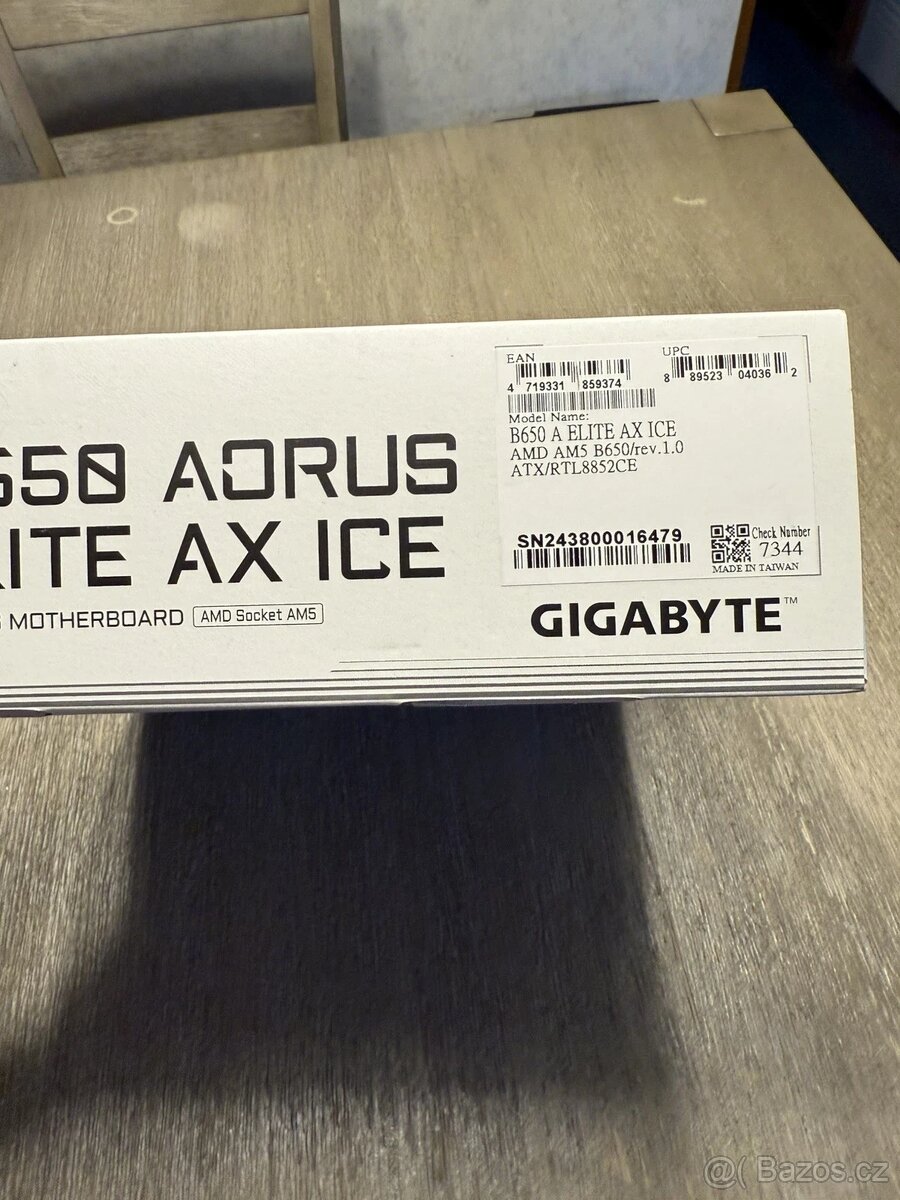 EAN
4 719331 859374
UPC
8 89523 04036 2
Model Name:
B650 A ELITE AX ICE
AMD AM5 B650/rev.1.0
ATX/RTL8852CE
SN243800016479
Check Number
7344
MADE IN TAIWAN
650 AORUS
LITE AX ICE
G MOTHERBOARD AMD Socket AM5
GIGABYTE™
@( Bazos.cz